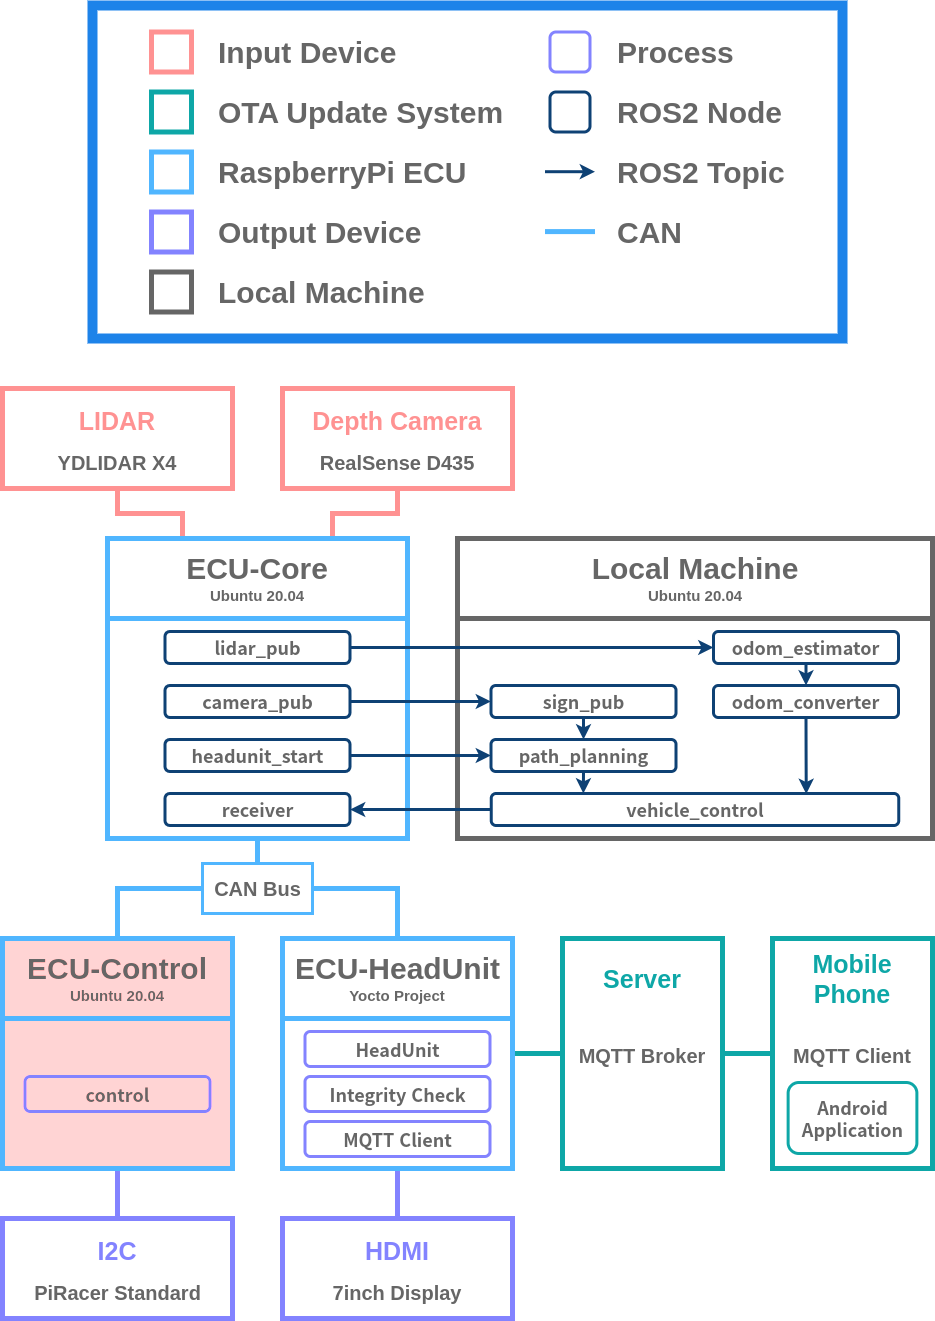 Input Device
OTA Update System
RaspberryPi ECU
Output Device
Local Machine
Process
ROS2 Node
ROS2 Topic
CAN
LIDAR
YDLIDAR X4
Depth Camera
RealSense D435
ECU-Core
Ubuntu 20.04
lidar_pub
camera_pub
headunit_start
receiver
Local Machine
Ubuntu 20.04
odom_estimator
sign_pub
odom_converter
path_planning
vehicle_control
CAN Bus
ECU-Control
Ubuntu 20.04
control
ECU-HeadUnit
Yocto Project
HeadUnit
Integrity Check
MQTT Client
Server
MQTT Broker
Mobile
Phone
MQTT Client
Android
Application
I2C
PiRacer Standard
HDMI
7inch Display